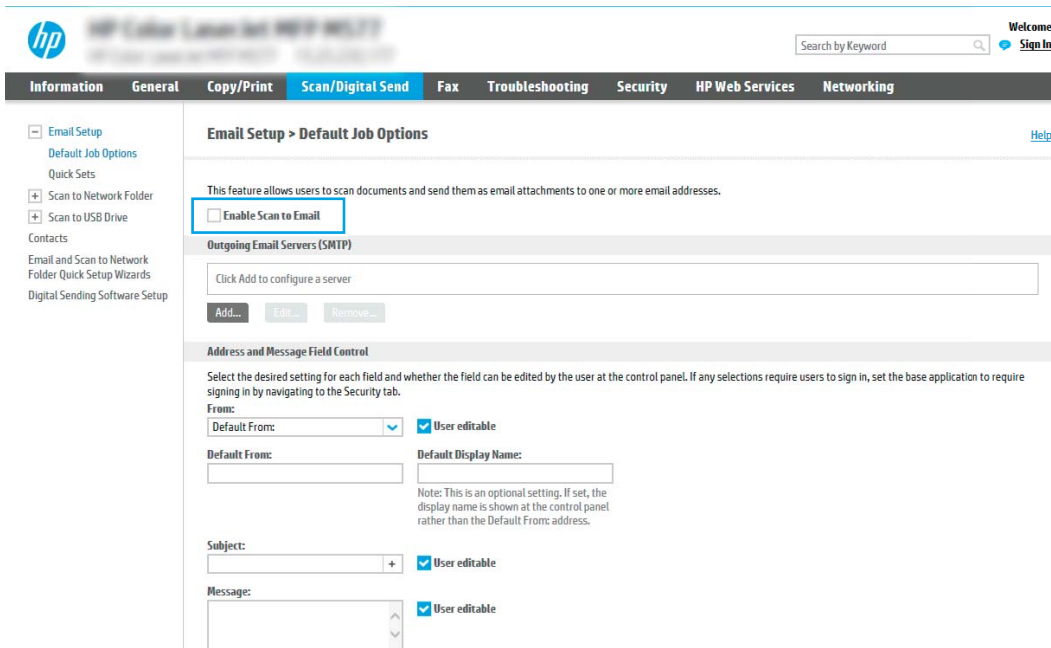 hp
HP Color LaserJet MFP M577
Welcome
Search by Keyword
Sign In
Information General Copy/Print Scan/Digital Send Fax Troubleshooting Security HP Web Services Networking
Email Setup
Default Job Options
Quick Sets
Scan to Network Folder
Scan to USB Drive
Contacts
Email and Scan to Network
Folder Quick Setup Wizards
Digital Sending Software Setup
Email Setup > Default Job Options
Help
This feature allows users to scan documents and send them as email attachments to one or more email addresses.
Enable Scan to Email
Outgoing Email Servers (SMTP)
Click Add to configure a server
Add... Edit... Remove...
Address and Message Field Control
Select the desired setting for each field and whether the field can be edited by the user at the control panel. If any selections require users to sign in, set the base application to require
signing in by navigating to the Security tab.
From:
Default From: User editable
Default From: Default Display Name:
Note: This is an optional setting. If set, the
display name is shown at the control panel
rather than the Default From: address.
Subject:
+ User editable
Message:
User editable